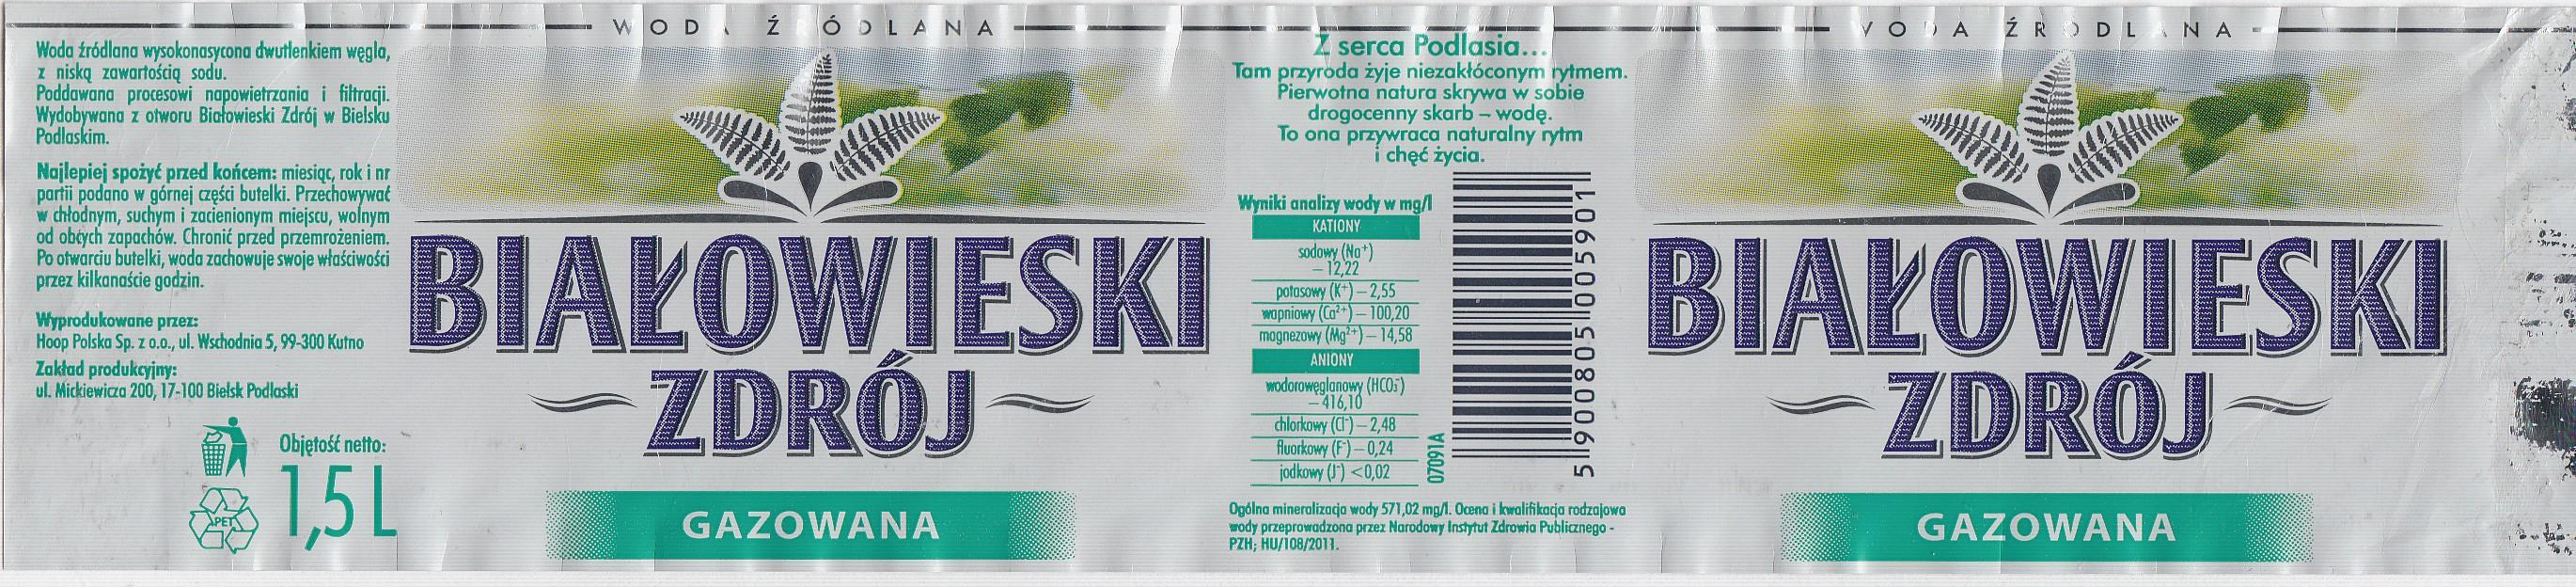 WODA ŹRÓDLANA
Woda źródlana wysokonasycona dwutlenkiem węgla,
z niską zawartością sodu.
Poddawana procesowi napowietrzania i filtracji.
Wydobywana z otworu Białowieski Zdrój w Bielsku
Podlaskim.
Najlepiej spożyć przed końcem: miesiąc, rok i nr
partii podano w górnej części butelki. Przechowywać
w chłodnym, suchym i zacienionym miejscu, wolnym
od obcych zapachów. Chronić przed przemrożeniem.
Po otwarciu butelki, woda zachowuje swoje właściwości
przez kilkanaście godzin.
Wyprodukowane przez:
Hoop Polska Sp. z o.o., ul. Wschodnia 5, 99-300 Kutno
Zakład produkcyjny:
ul. Mickiewicza 200, 17-100 Bielsk Podlaski
PET
Objętość netto:
1,5 L
BIAŁOWIESKI
ZDRÓJ
GAZOWANA
Z serca Podlasia...
Tam przyroda żyje niezakłóconym rytmem.
Pierwotna natura skrywa w sobie
drogocenny skarb – wodę.
To ona przywraca naturalny rytm
i chęć życia.
Wyniki analizy wody w mg/l
KATIONY
sodowy (Na⁺)
– 12,22
potasowy (K⁺) – 2,55
wapniowy (Ca²⁺) – 100,20
magnezowy (Mg²⁺) – 14,58
ANIONY
wodorowęglanowy (HCO₃⁻)
– 416,10
chlorkowy (Cl⁻) – 2,48
fluorkowy (F⁻) – 0,24
jodkowy (J⁻) <0,02
07091A
5 900805 005901
Ogólna mineralizacja wody 571,02 mg/l. Ocena i kwalifikacja rodzajowa
wody przeprowadzona przez Narodowy Instytut Zdrowia Publicznego -
PZH; HU/108/2011.
WODA ŹRÓDLANA
BIAŁOWIESKI
ZDRÓJ
GAZOWANA